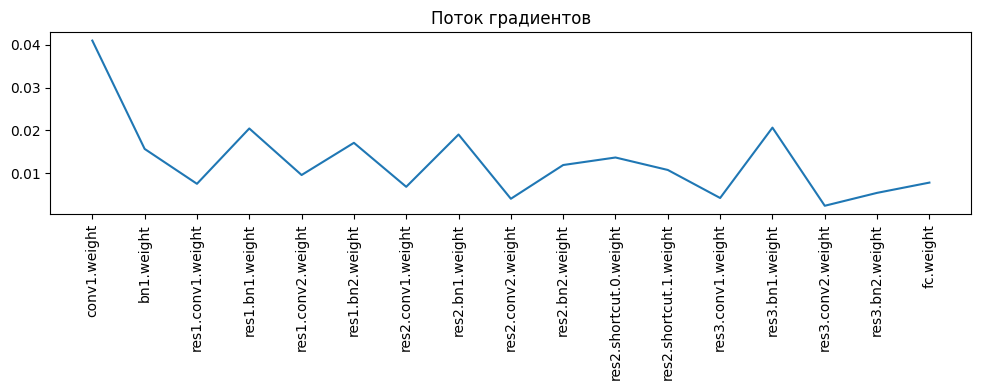 Поток градиентов
0.04
0.03
0.02
0.01
conv1.weight
bn1.weight
res1.conv1.weight
res1.bn1.weight
res1.conv2.weight
res1.bn2.weight
res2.conv1.weight
res2.bn1.weight
res2.conv2.weight
res2.bn2.weight
res2.shortcut.0.weight
res2.shortcut.1.weight
res3.conv1.weight
res3.bn1.weight
res3.conv2.weight
res3.bn2.weight
fc.weight